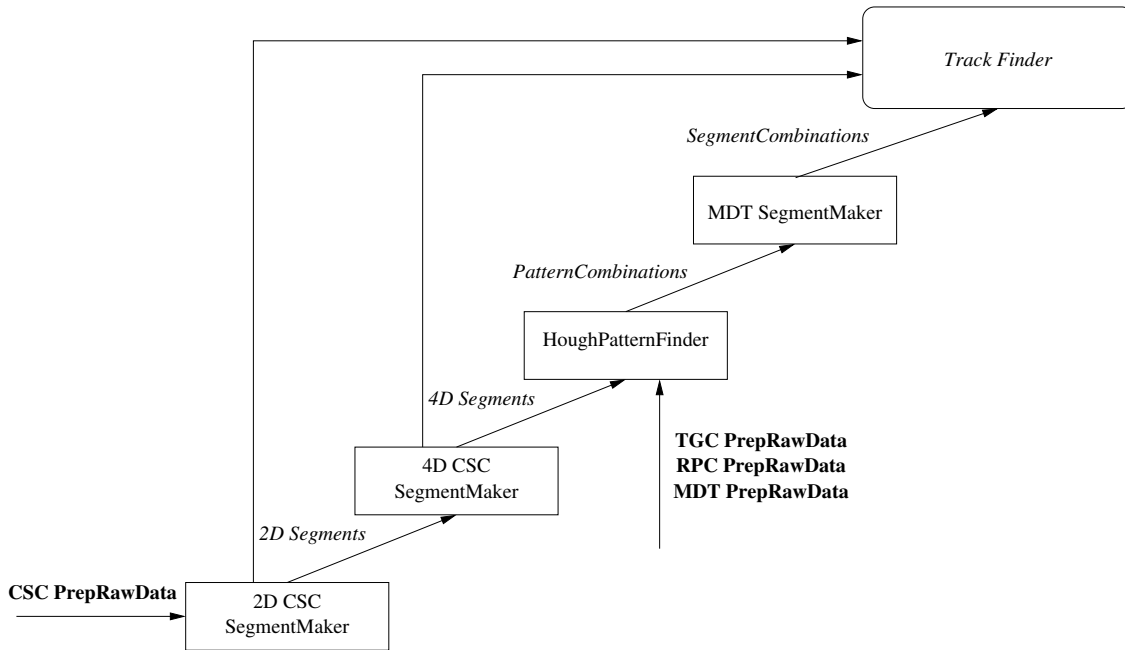 Track Finder
SegmentCombinations
MDT SegmentMaker
PatternCombinations
HoughPatternFinder
4D Segments
TGC PrepRawData
RPC PrepRawData
MDT PrepRawData
4D CSC
SegmentMaker
2D Segments
CSC PrepRawData
2D CSC
SegmentMaker